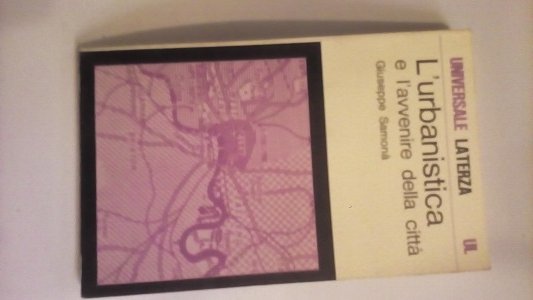 UNIVERSALE LATERZA UL
L'urbanistica
e l'avvenire della città
Giuseppe Samonà